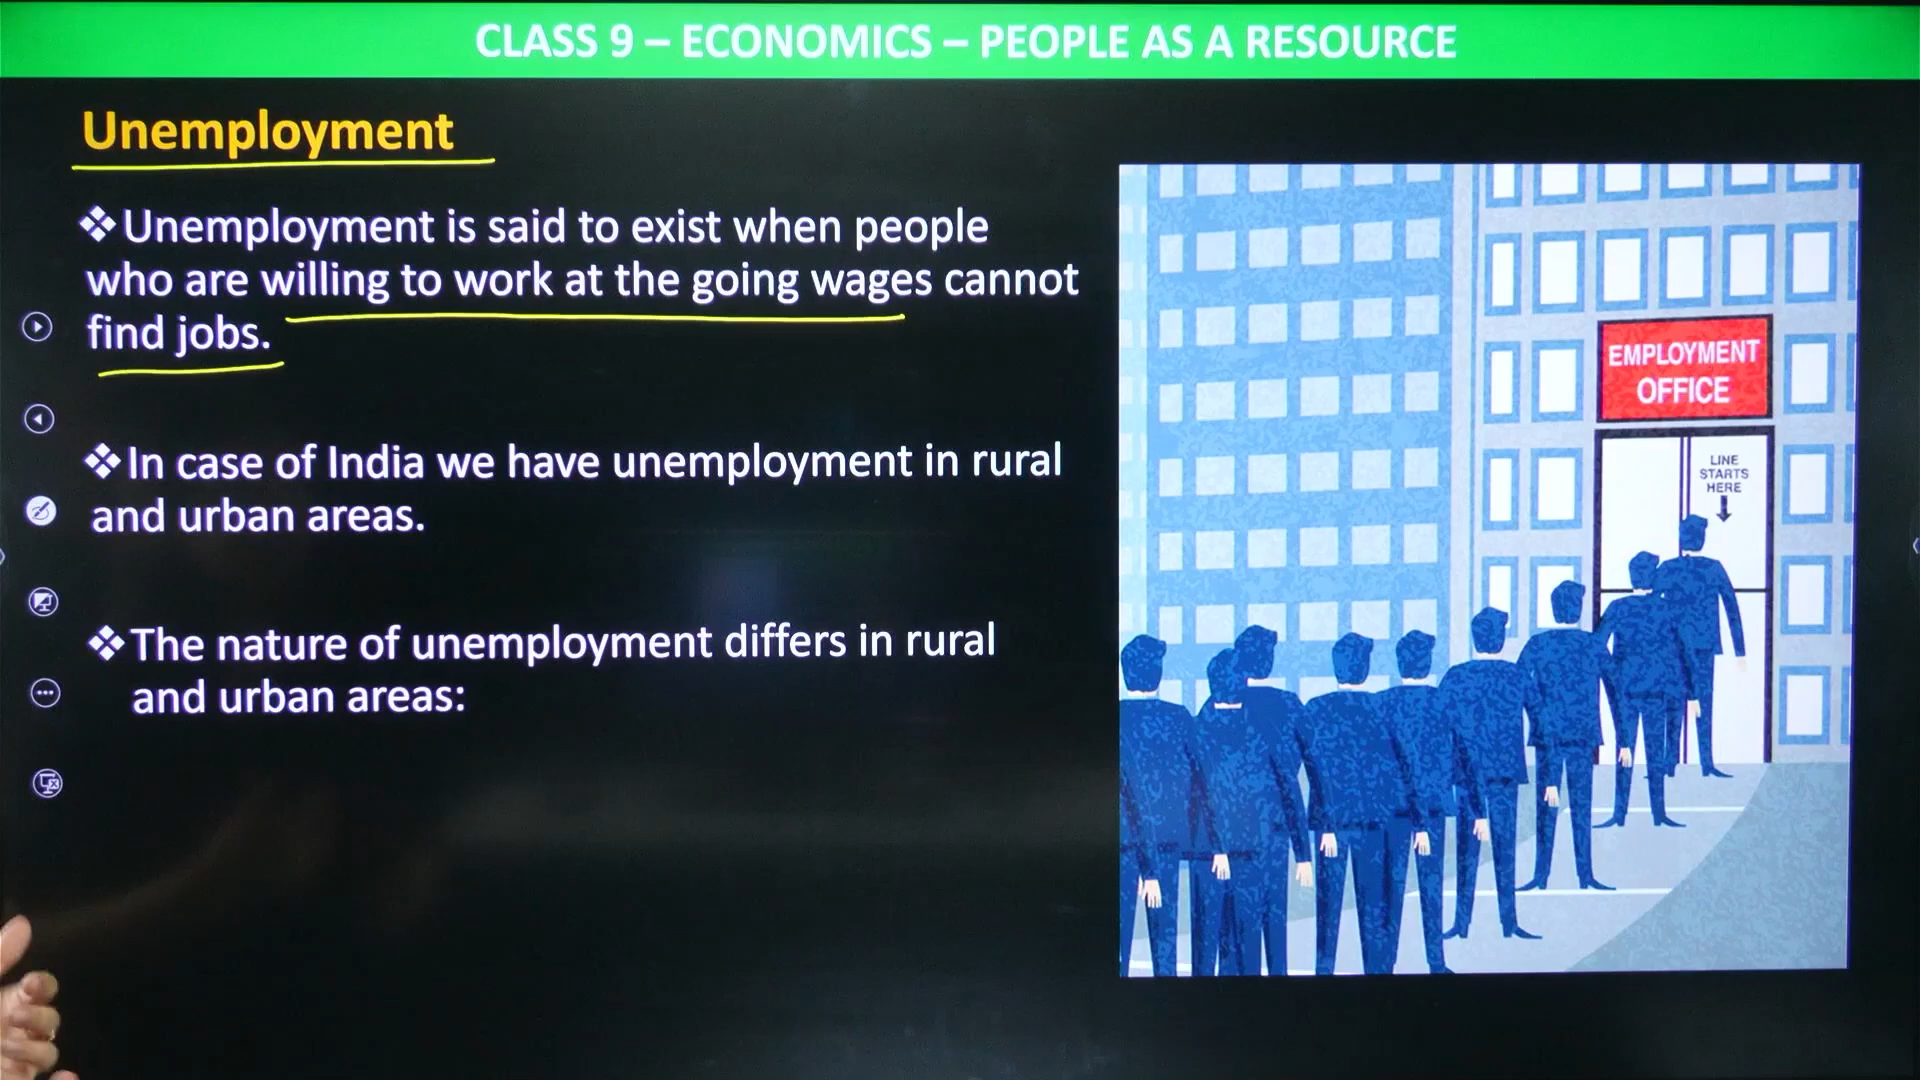 CLASS 9 – ECONOMICS – PEOPLE AS A RESOURCE
Unemployment
❖Unemployment is said to exist when people
who are willing to work at the going wages cannot
find jobs.
❖In case of India we have unemployment in rural
and urban areas.
❖The nature of unemployment differs in rural
and urban areas:
EMPLOYMENT
OFFICE
LINE
STARTS
HERE